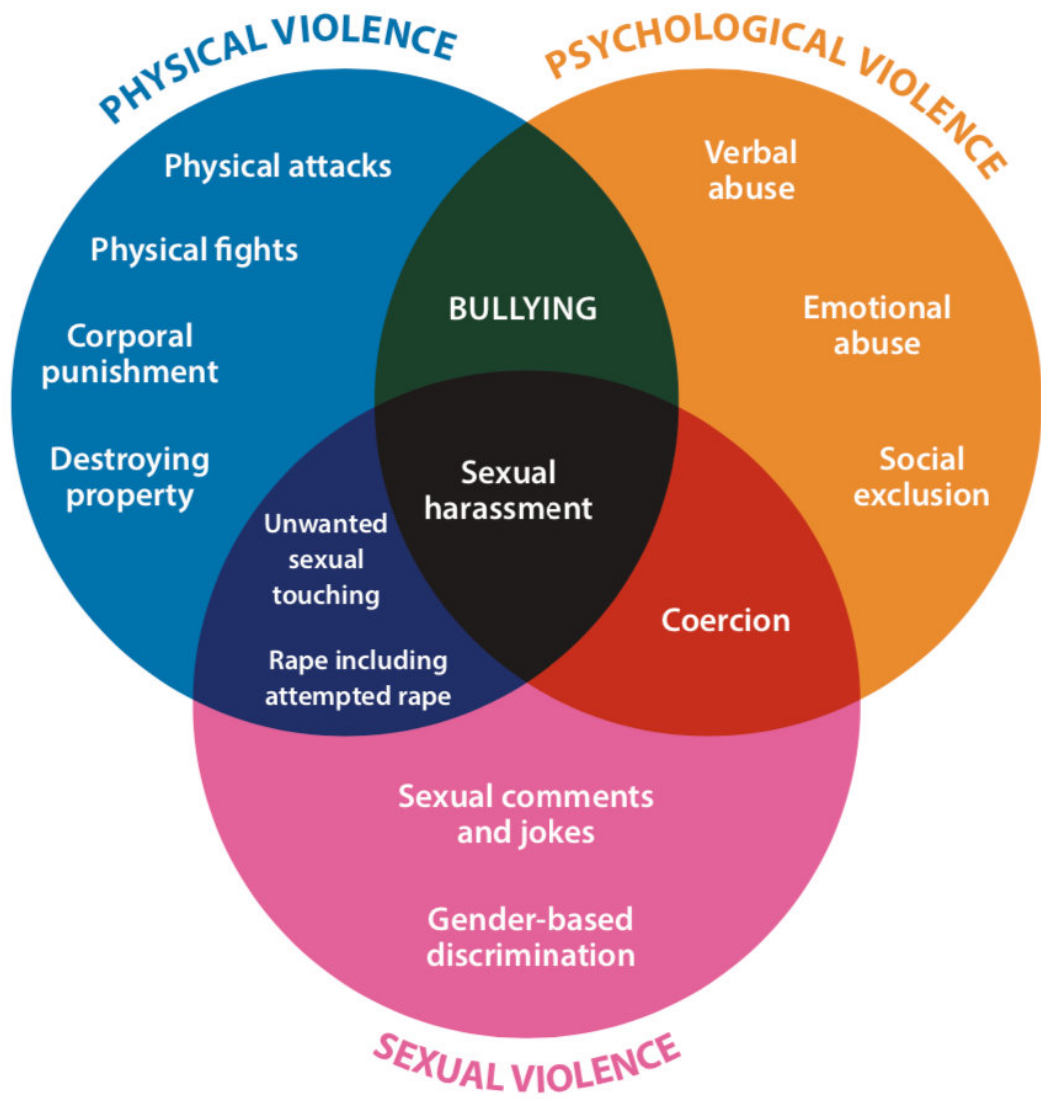 PHYSICAL VIOLENCE
PSYCHOLOGICAL VIOLENCE
Physical attacks
Physical fights
Corporal
punishment
Destroying
property
Verbal
abuse
Emotional
abuse
Social
exclusion
BULLYING
Sexual
harassment
Unwanted
sexual
touching
Rape including
attempted rape
Coercion
Sexual comments
and jokes
Gender-based
discrimination
SEXUAL VIOLENCE